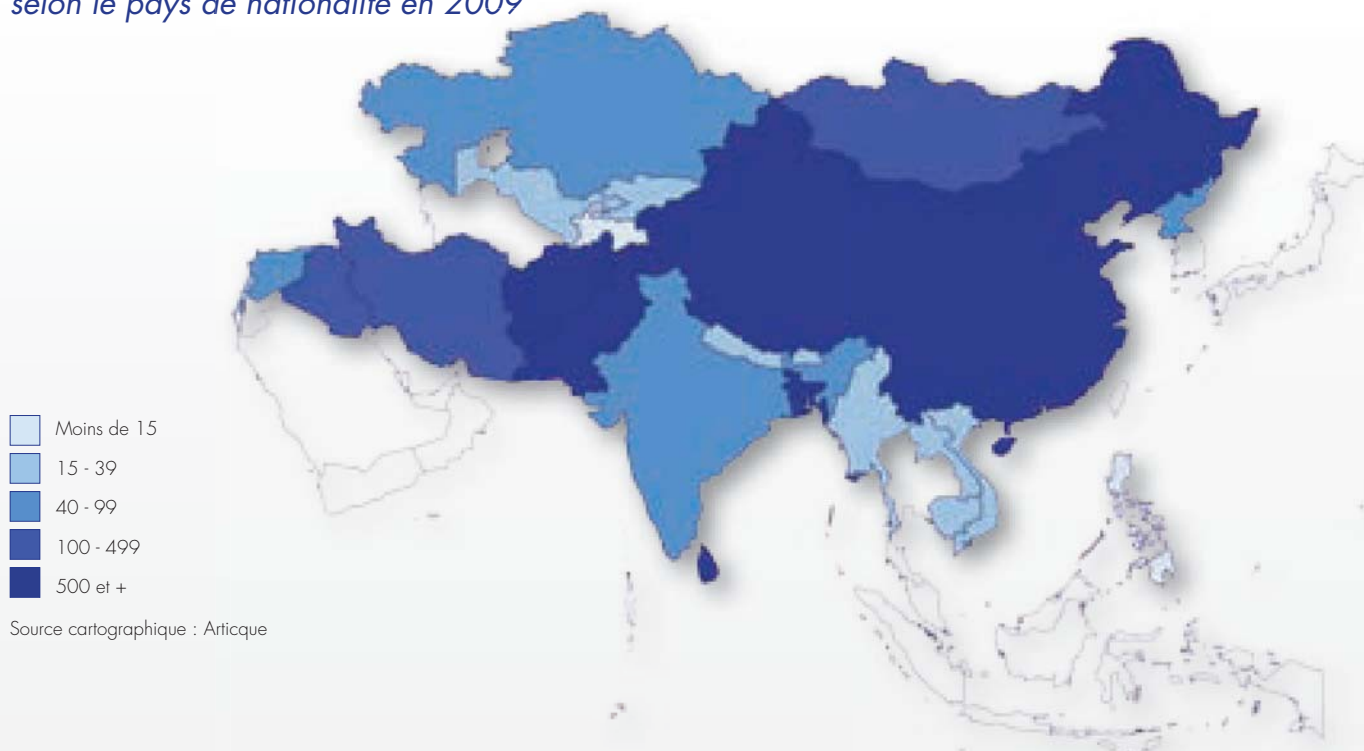 selon le pays de nationalité en 2009
Moins de 15
15 - 39
40 - 99
100 - 499
500 et +
Source cartographique : Articque